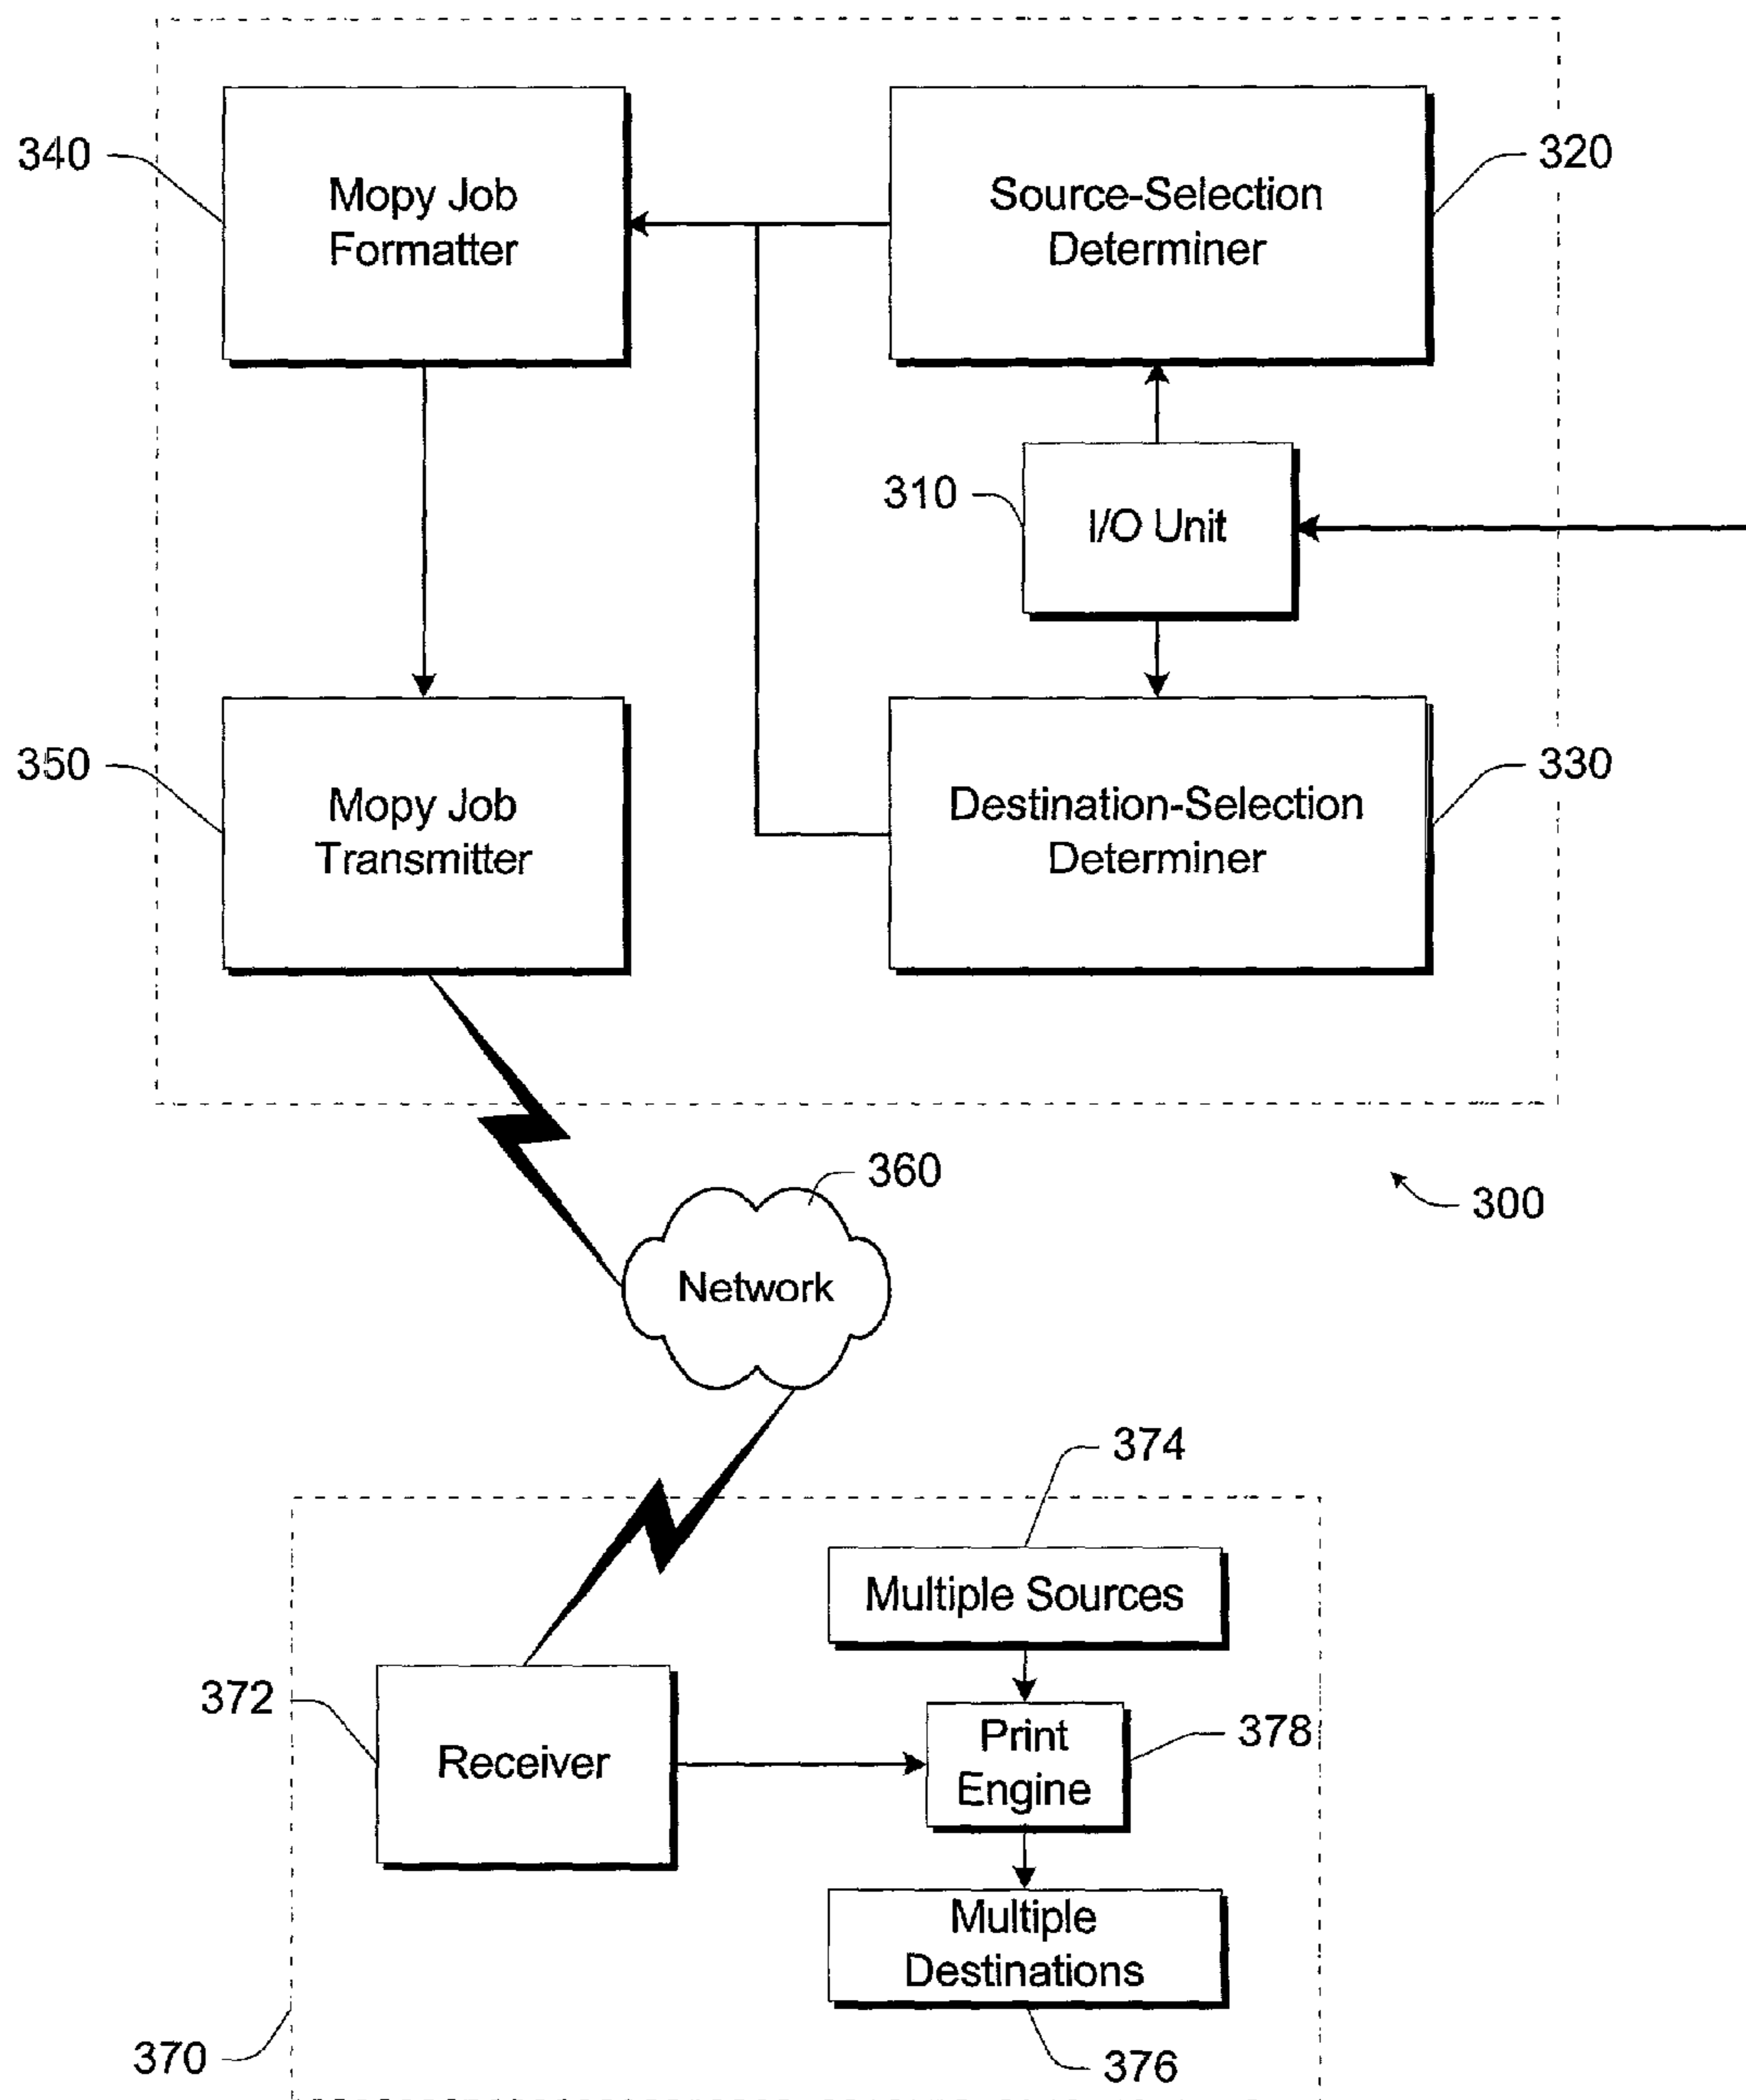 340
Mopy Job
Formatter
Source-Selection
Determiner
320
310
I/O Unit
350
Mopy Job
Transmitter
Destination-Selection
Determiner
330
360
Network
300
374
Multiple Sources
372
Receiver
Print
Engine
378
Multiple
Destinations
370
376